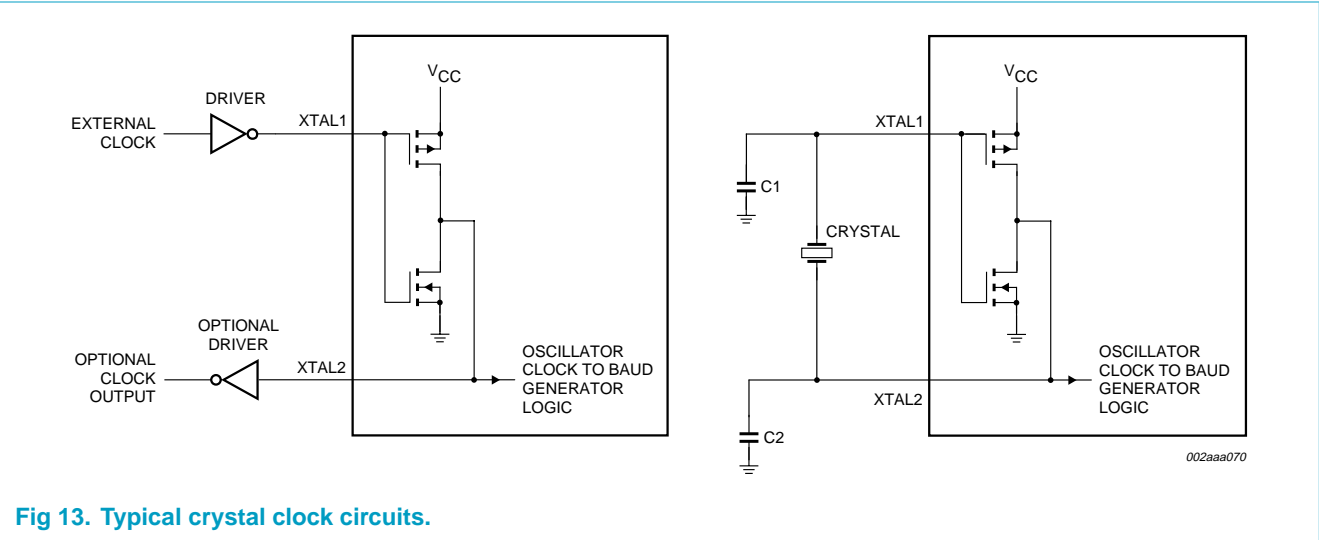 VCC
DRIVER
EXTERNAL
CLOCK
XTAL1
OPTIONAL
DRIVER
OPTIONAL
CLOCK
OUTPUT
XTAL2
OSCILLATOR
CLOCK TO BAUD
GENERATOR
LOGIC
VCC
XTAL1
C1
CRYSTAL
XTAL2
C2
OSCILLATOR
CLOCK TO BAUD
GENERATOR
LOGIC
002aaa070
Fig 13. Typical crystal clock circuits.